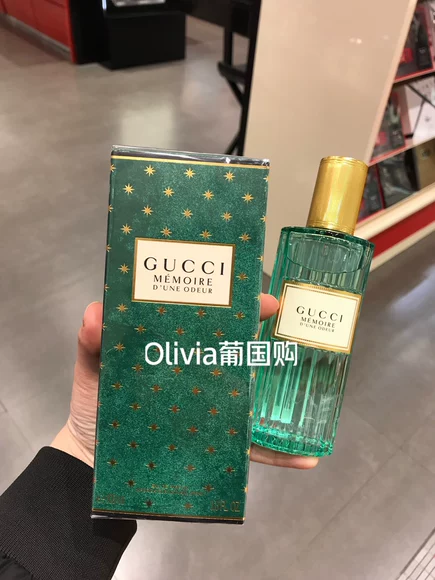 GUCCI
MÉMOIRE
D'UNE ODEUR
GUCCI
MÉMOIRE
D'UNE ODEUR
Olivia葡国购